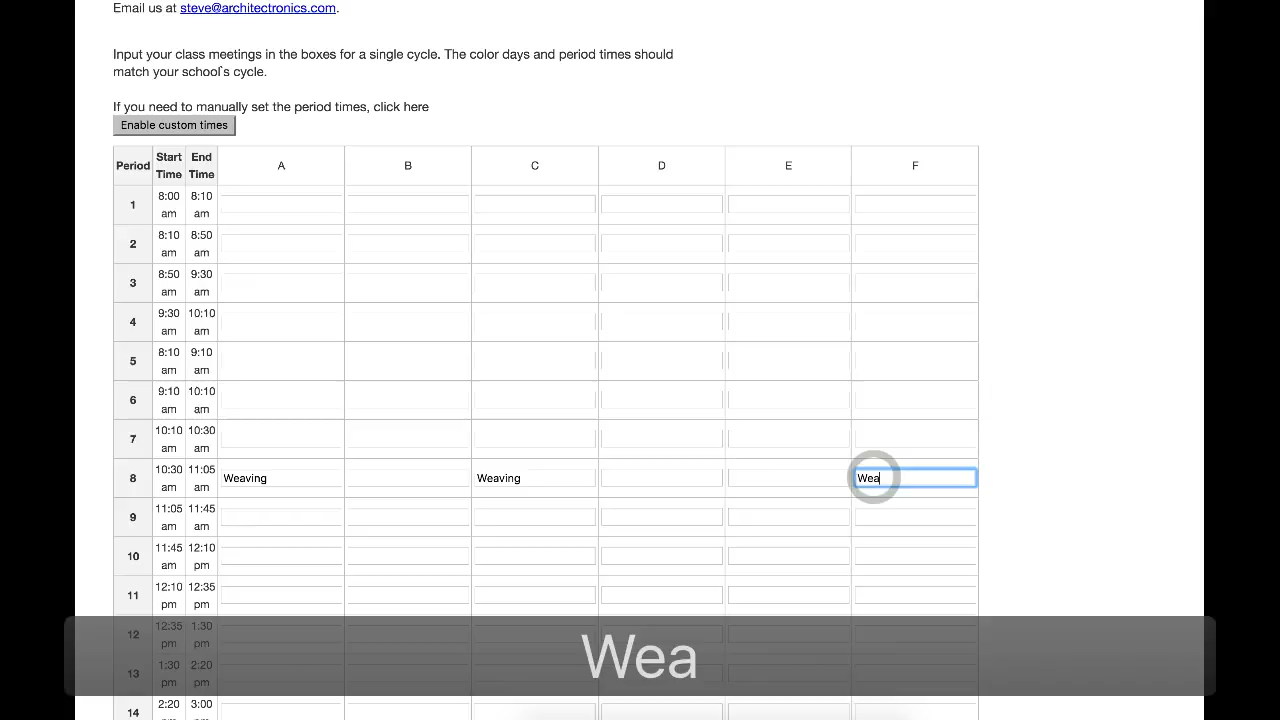 Email us at steve@architectronics.com.
Input your class meetings in the boxes for a single cycle. The color days and period times should
match your school's cycle.
If you need to manually set the period times, click here
Enable custom times
Period Start Time End Time A B C D E F
1 8:00 am 8:10 am
2 8:10 am 8:50 am
3 8:50 am 9:30 am
4 9:30 am 10:10 am
5 8:10 am 9:10 am
6 9:10 am 10:10 am
7 10:10 am 10:30 am
8 10:30 am 11:05 am Weaving Weaving Wea
9 11:05 am 11:45 am
10 11:45 am 12:10 pm
11 12:10 pm 12:35 pm
12 12:35 pm 1:30 pm
13 1:30 pm 2:20 pm
14 2:20 3:00
Wea